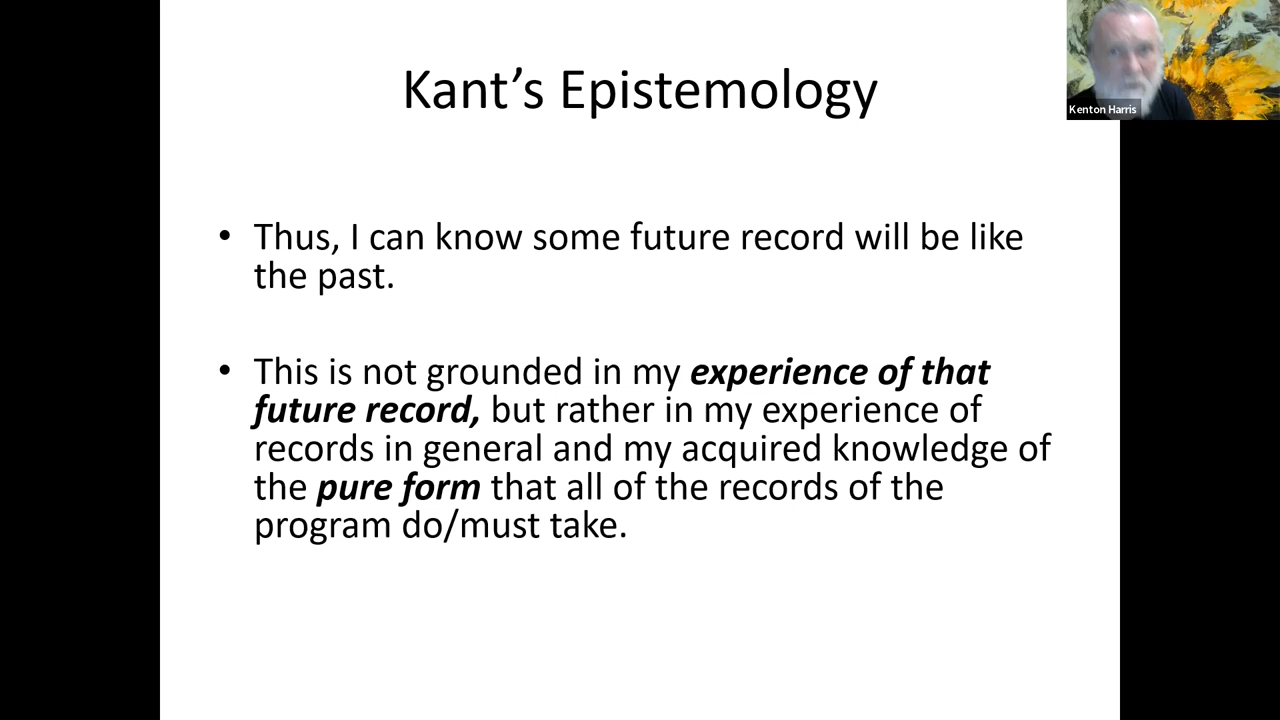 Kant’s Epistemology
Kenton Harris
• Thus, I can know some future record will be like
the past.
• This is not grounded in my experience of that
future record, but rather in my experience of
records in general and my acquired knowledge of
the pure form that all of the records of the
program do/must take.